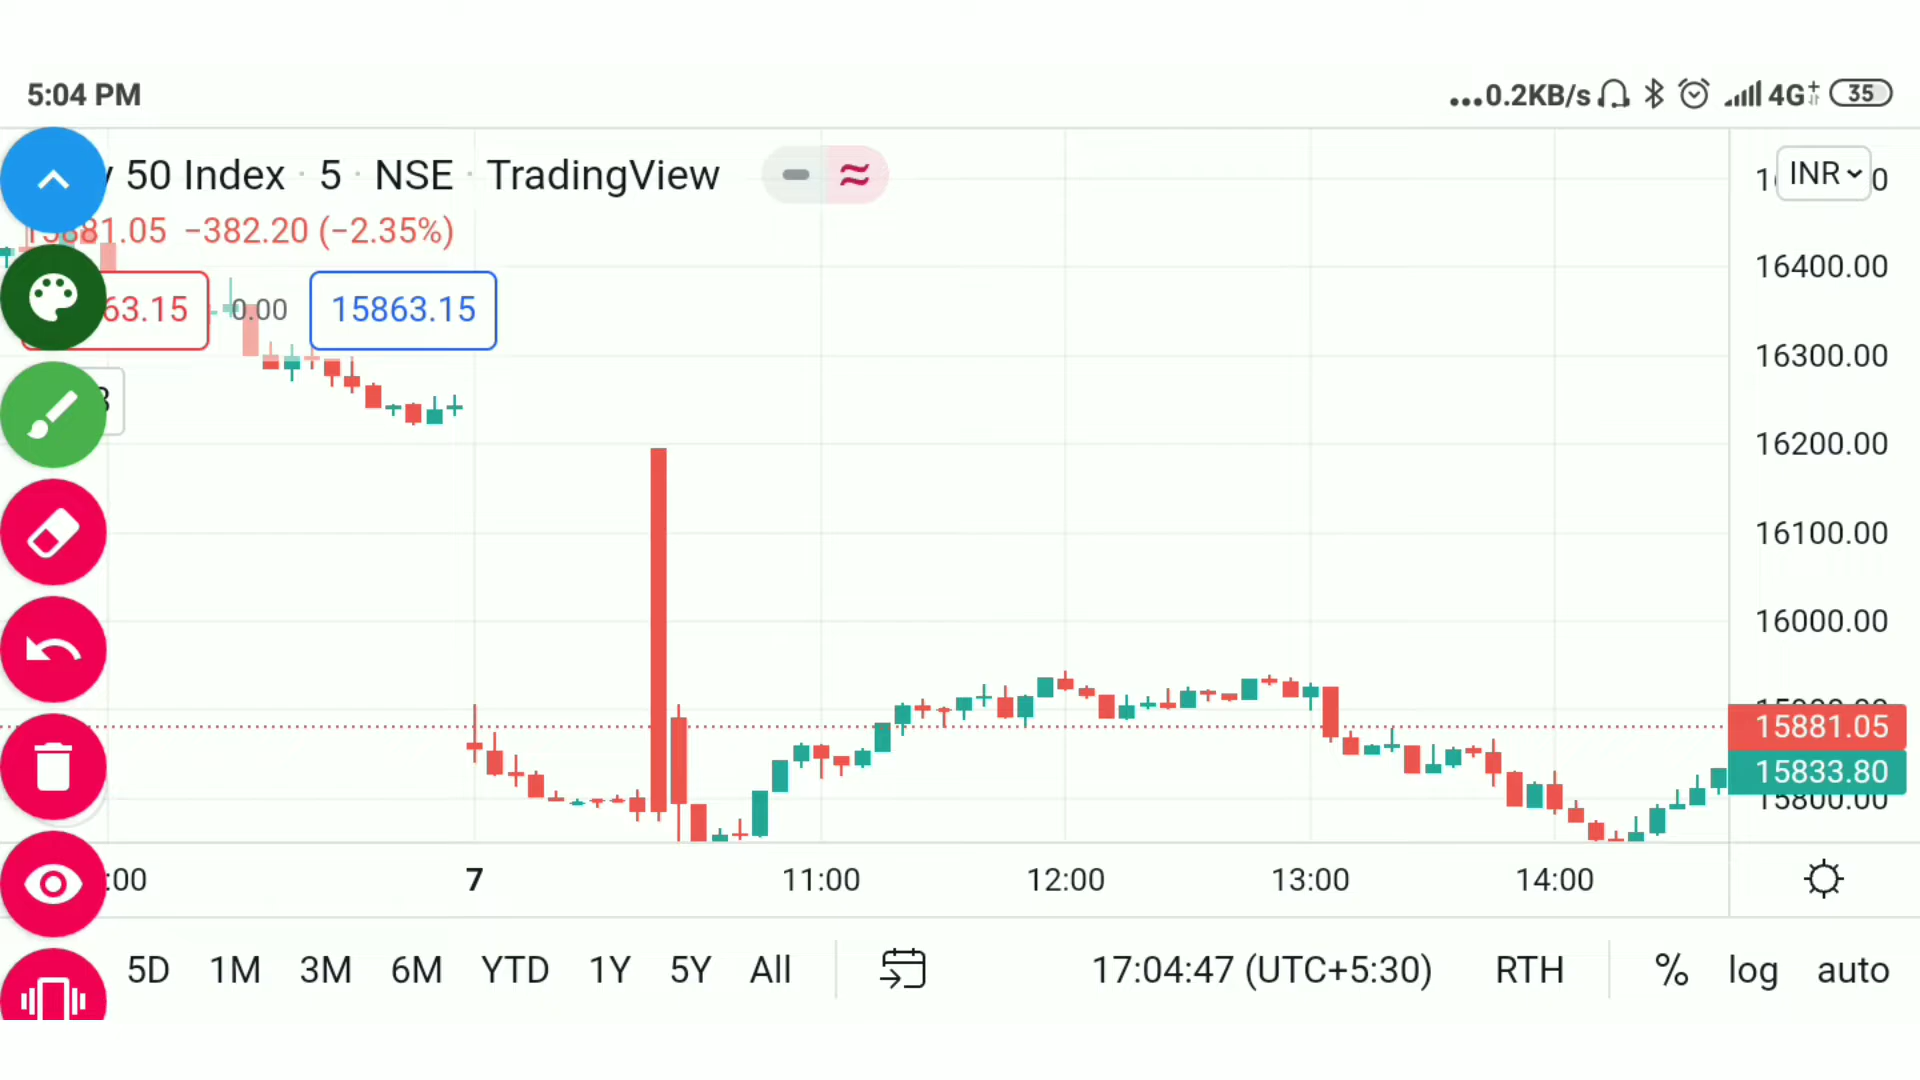 5:04 PM
...0.2KB/s 4G+ 35
50 Index · 5 · NSE · TradingView
INR
15881.05 −382.20 (−2.35%)
63.15 0.00 15863.15
16400.00
16300.00
16200.00
16100.00
16000.00
15881.05
15833.80
15800.00
:00 7 11:00 12:00 13:00 14:00
5D 1M 3M 6M YTD 1Y 5Y All 17:04:47 (UTC+5:30) RTH % log auto